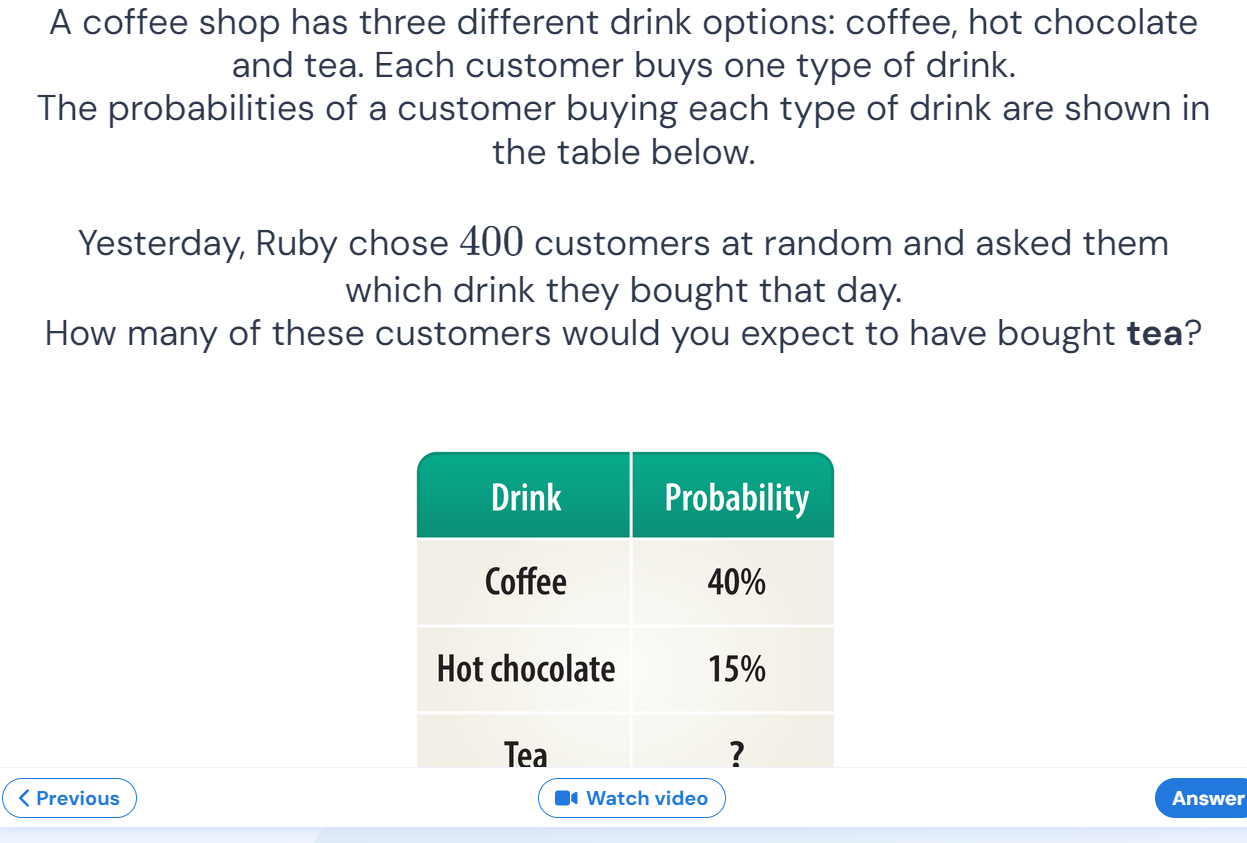 A coffee shop has three different drink options: coffee, hot chocolate
and tea. Each customer buys one type of drink.
The probabilities of a customer buying each type of drink are shown in
the table below.
Yesterday, Ruby chose 400 customers at random and asked them
which drink they bought that day.
How many of these customers would you expect to have bought tea?
Drink Probability
Coffee 40%
Hot chocolate 15%
Tea ?
Previous Watch video Answer